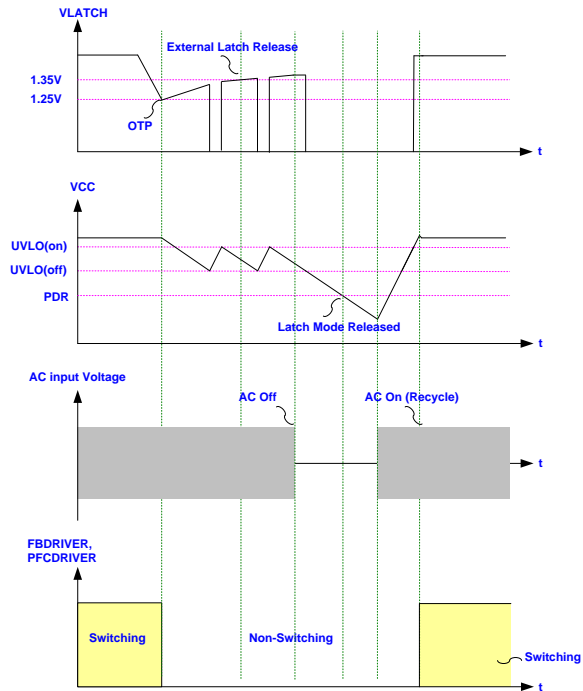 VLATCH
External Latch Release
1.35V
1.25V
OTP
t
VCC
UVLO(on)
UVLO(off)
PDR
Latch Mode Released
t
AC input Voltage
AC Off
AC On (Recycle)
t
FBDRIVER,
PFCDRIVER
Switching
Non-Switching
Switching
t